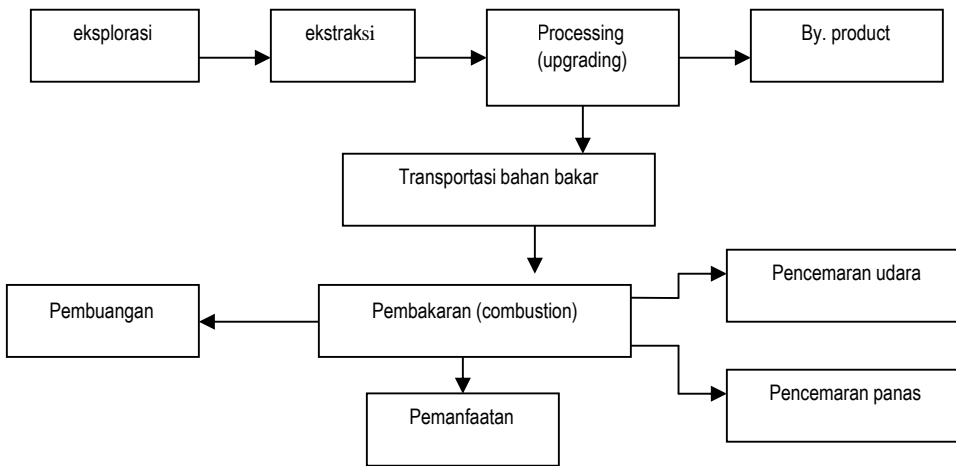 eksplorasi
ekstraksi
Processing
(upgrading)
By. product
Transportasi bahan bakar
Pencemaran udara
Pembuangan
Pembakaran (combustion)
Pencemaran panas
Pemanfaatan